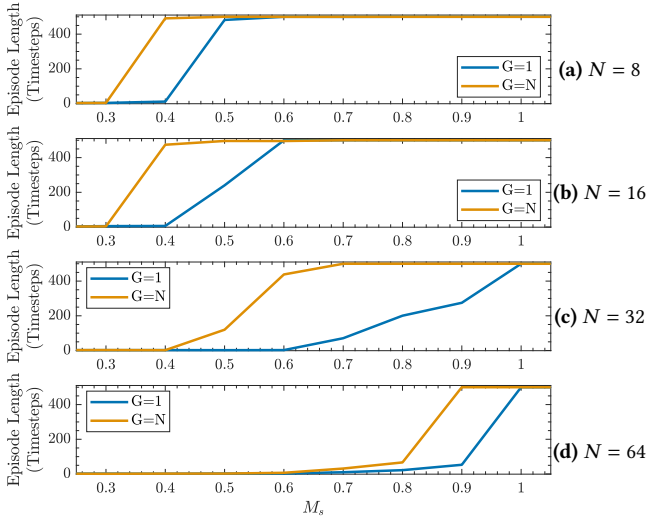 Episode Length
(Timesteps)
400
200
0
0.3 0.4 0.5 0.6 0.7 0.8 0.9 1
G=1
G=N
(a) N = 8
Episode Length
(Timesteps)
400
200
0
0.3 0.4 0.5 0.6 0.7 0.8 0.9 1
G=1
G=N
(b) N = 16
Episode Length
(Timesteps)
400
200
0
0.3 0.4 0.5 0.6 0.7 0.8 0.9 1
G=1
G=N
(c) N = 32
Episode Length
(Timesteps)
400
200
0
0.3 0.4 0.5 0.6 0.7 0.8 0.9 1
G=1
G=N
(d) N = 64
M_s